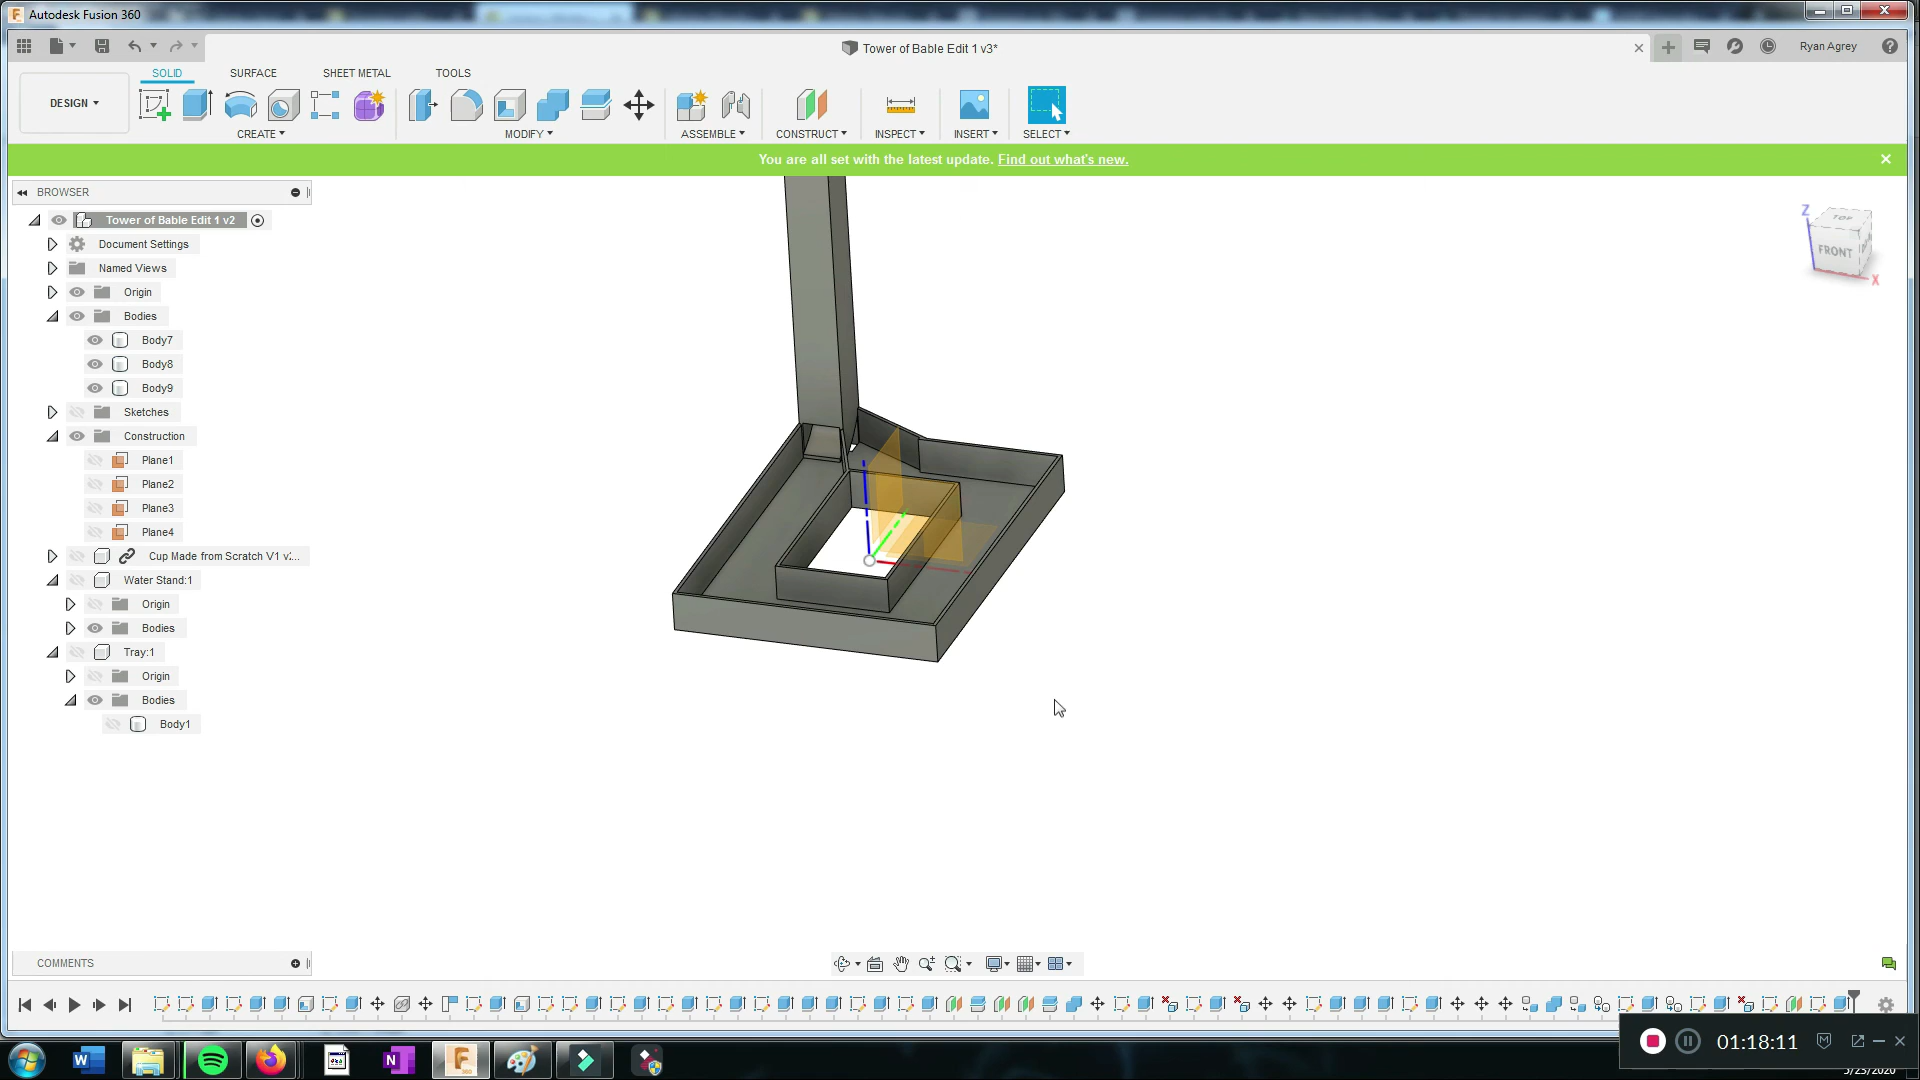 Autodesk Fusion 360
Tower of Bable Edit 1 v3*
Ryan Agrey
DESIGN
SOLID
SURFACE
SHEET METAL
TOOLS
CREATE
MODIFY
ASSEMBLE
CONSTRUCT
INSPECT
INSERT
SELECT
You are all set with the latest update. Find out what's new.
BROWSER
Tower of Bable Edit 1 v2
Document Settings
Named Views
Origin
Bodies
Body7
Body8
Body9
Sketches
Construction
Plane1
Plane2
Plane3
Plane4
Cup Made from Scratch V1 v:...
Water Stand:1
Origin
Bodies
Tray:1
Origin
Bodies
Body1
Z
TOP
FRONT
X
COMMENTS
01:18:11
5/23/2020